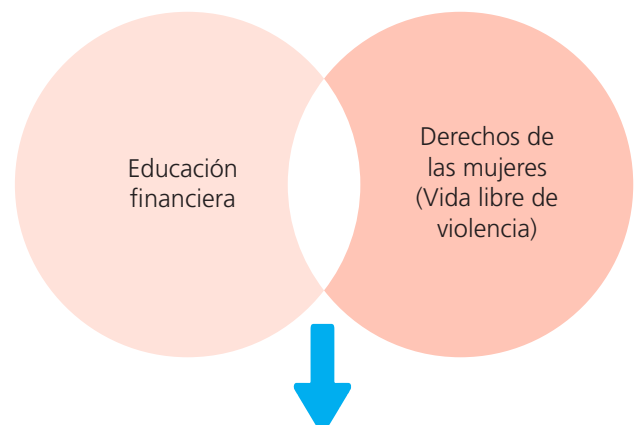 Educación
financiera
Derechos de
las mujeres
(Vida libre de
violencia)